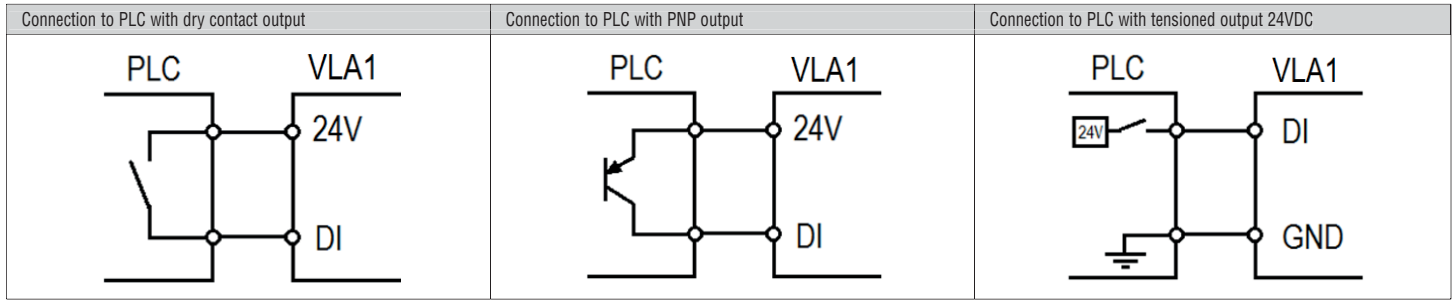 Connection to PLC with dry contact output
Connection to PLC with PNP output
Connection to PLC with tensioned output 24VDC
PLC VLA1
24V
DI
PLC VLA1
24V
DI
PLC VLA1
24V DI
GND